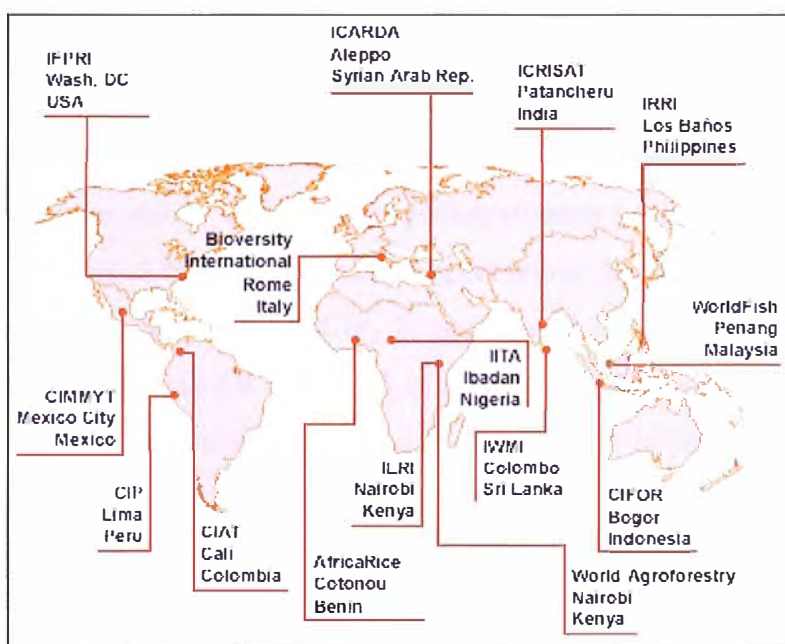 IFPRI
Wash, DC
USA
ICARDA
Aleppo
Syrian Arab Rep.
ICRISAT
Patancheru
India
IRRI
Los Baños
Philippines
Bioversity
International
Rome
Italy
WorldFish
Penang
Malaysia
CIMMYT
Mexico City
Mexico
IITA
Ibadan
Nigeria
CIP
Lima
Peru
CIAT
Cali
Colombia
ILRI
Nairobi
Kenya
IWMI
Colombo
Sri Lanka
CIFOR
Bogor
Indonesia
AfricaRice
Cotonou
Benin
World Agroforestry
Nairobi
Kenya